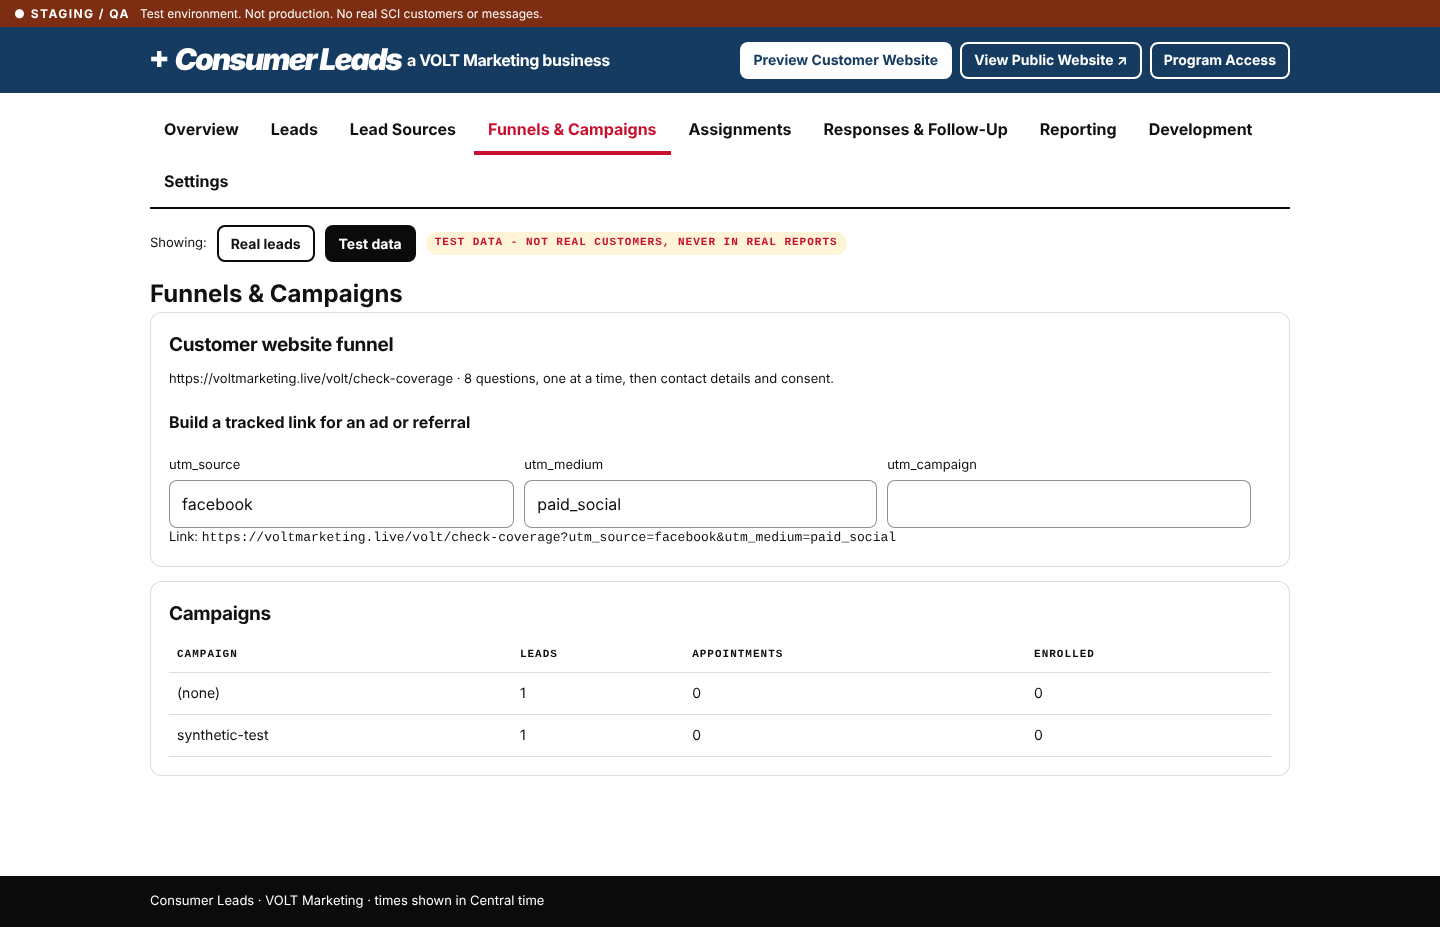 STAGING / QA Test environment. Not production. No real SCI customers or messages.
+ ConsumerLeads a VOLT Marketing business
Preview Customer Website
View Public Website ↗
Program Access
Overview
Leads
Lead Sources
Funnels & Campaigns
Assignments
Responses & Follow-Up
Reporting
Development
Settings
Showing:
Real leads
Test data
TEST DATA - NOT REAL CUSTOMERS, NEVER IN REAL REPORTS
Funnels & Campaigns
Customer website funnel
https://voltmarketing.live/volt/check-coverage · 8 questions, one at a time, then contact details and consent.
Build a tracked link for an ad or referral
utm_source utm_medium utm_campaign
facebook paid_social
Link: https://voltmarketing.live/volt/check-coverage?utm_source=facebook&utm_medium=paid_social
Campaigns
CAMPAIGN LEADS APPOINTMENTS ENROLLED
(none) 1 0 0
synthetic-test 1 0 0
Consumer Leads · VOLT Marketing · times shown in Central time